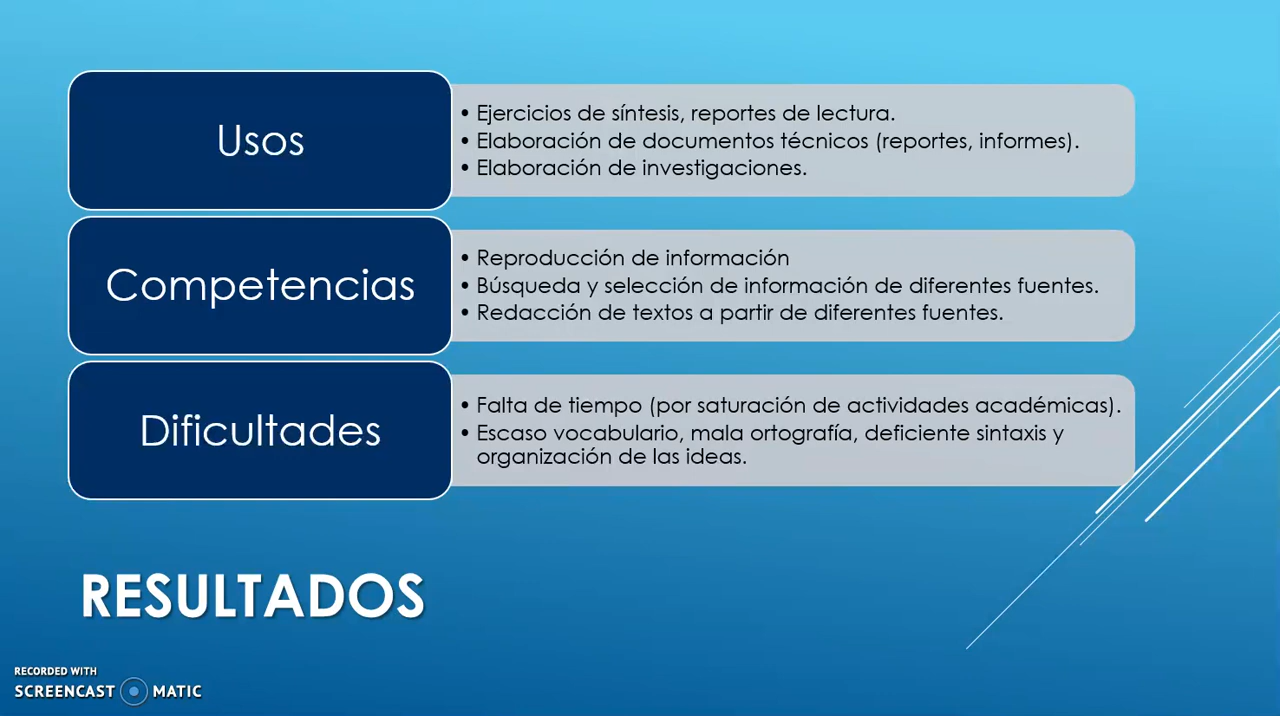 Usos
• Ejercicios de síntesis, reportes de lectura.
• Elaboración de documentos técnicos (reportes, informes).
• Elaboración de investigaciones.
Competencias
• Reproducción de información
• Búsqueda y selección de información de diferentes fuentes.
• Redacción de textos a partir de diferentes fuentes.
Dificultades
• Falta de tiempo (por saturación de actividades académicas).
• Escaso vocabulario, mala ortografía, deficiente sintaxis y
organización de las ideas.
RESULTADOS
RECORDED WITH
SCREENCAST MATIC